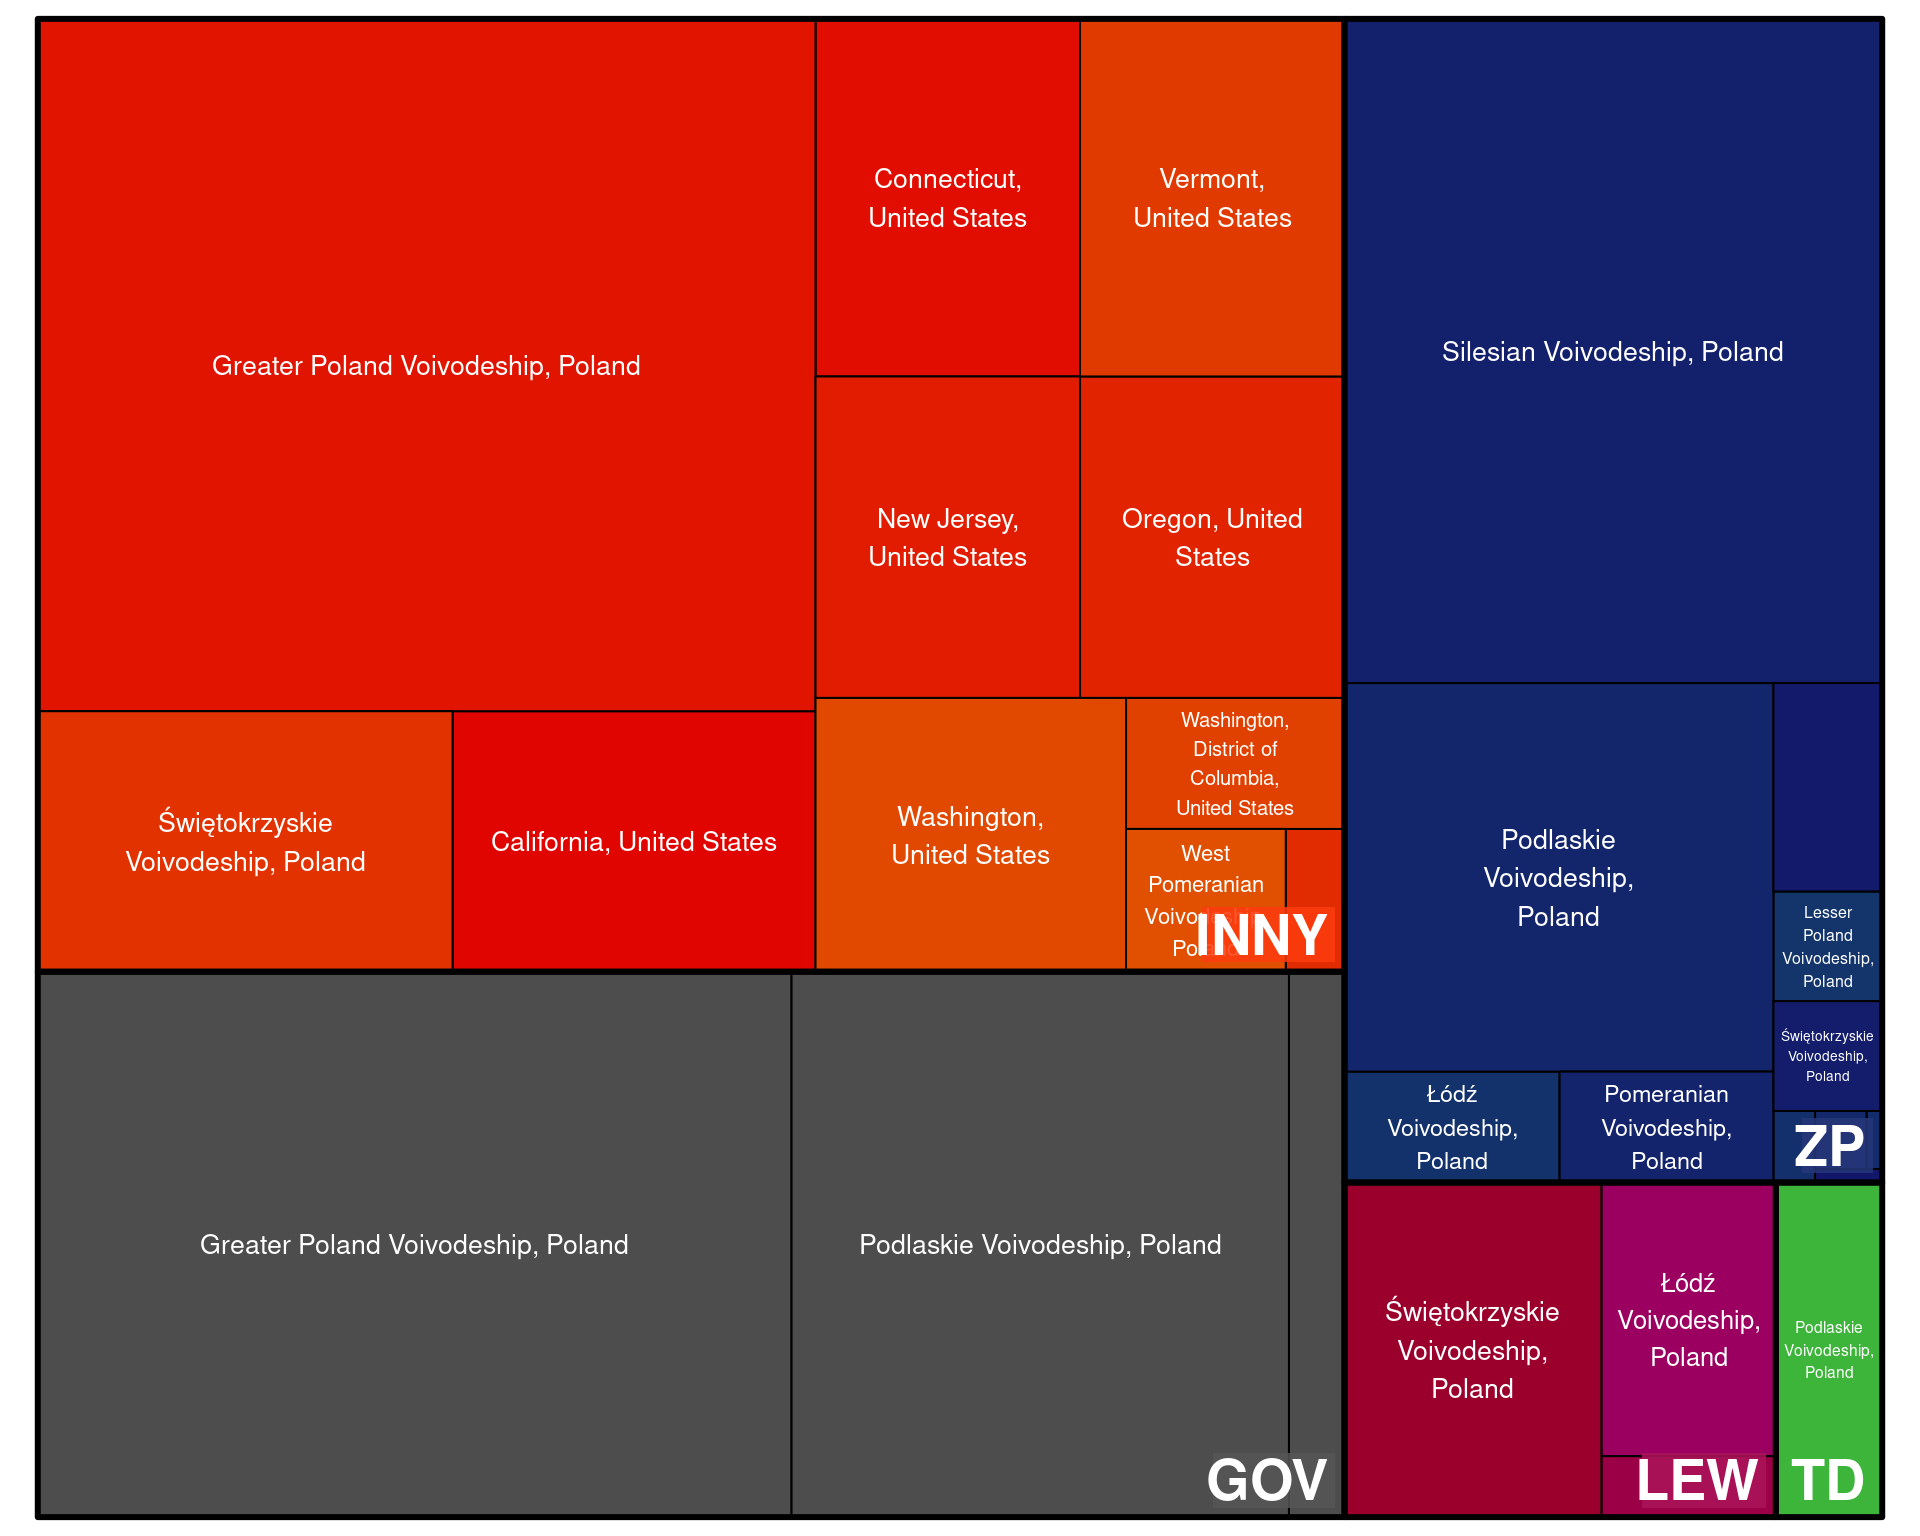 Greater Poland Voivodeship, Poland
Connecticut,
United States
Vermont,
United States
New Jersey,
United States
Oregon, United
States
Świętokrzyskie
Voivodeship, Poland
California, United States
Washington,
United States
Washington,
District of
Columbia,
United States
West
Pomeranian
INNY
Greater Poland Voivodeship, Poland
Podlaskie Voivodeship, Poland
GOV
Silesian Voivodeship, Poland
Podlaskie
Voivodeship,
Poland
Lesser
Poland
Voivodeship,
Poland
Świętokrzyskie
Voivodeship,
Poland
Łódź
Voivodeship,
Poland
Pomeranian
Voivodeship,
Poland
ZP
Świętokrzyskie
Voivodeship,
Poland
Łódź
Voivodeship,
Poland
LEW
Podlaskie
Voivodeship,
Poland
TD